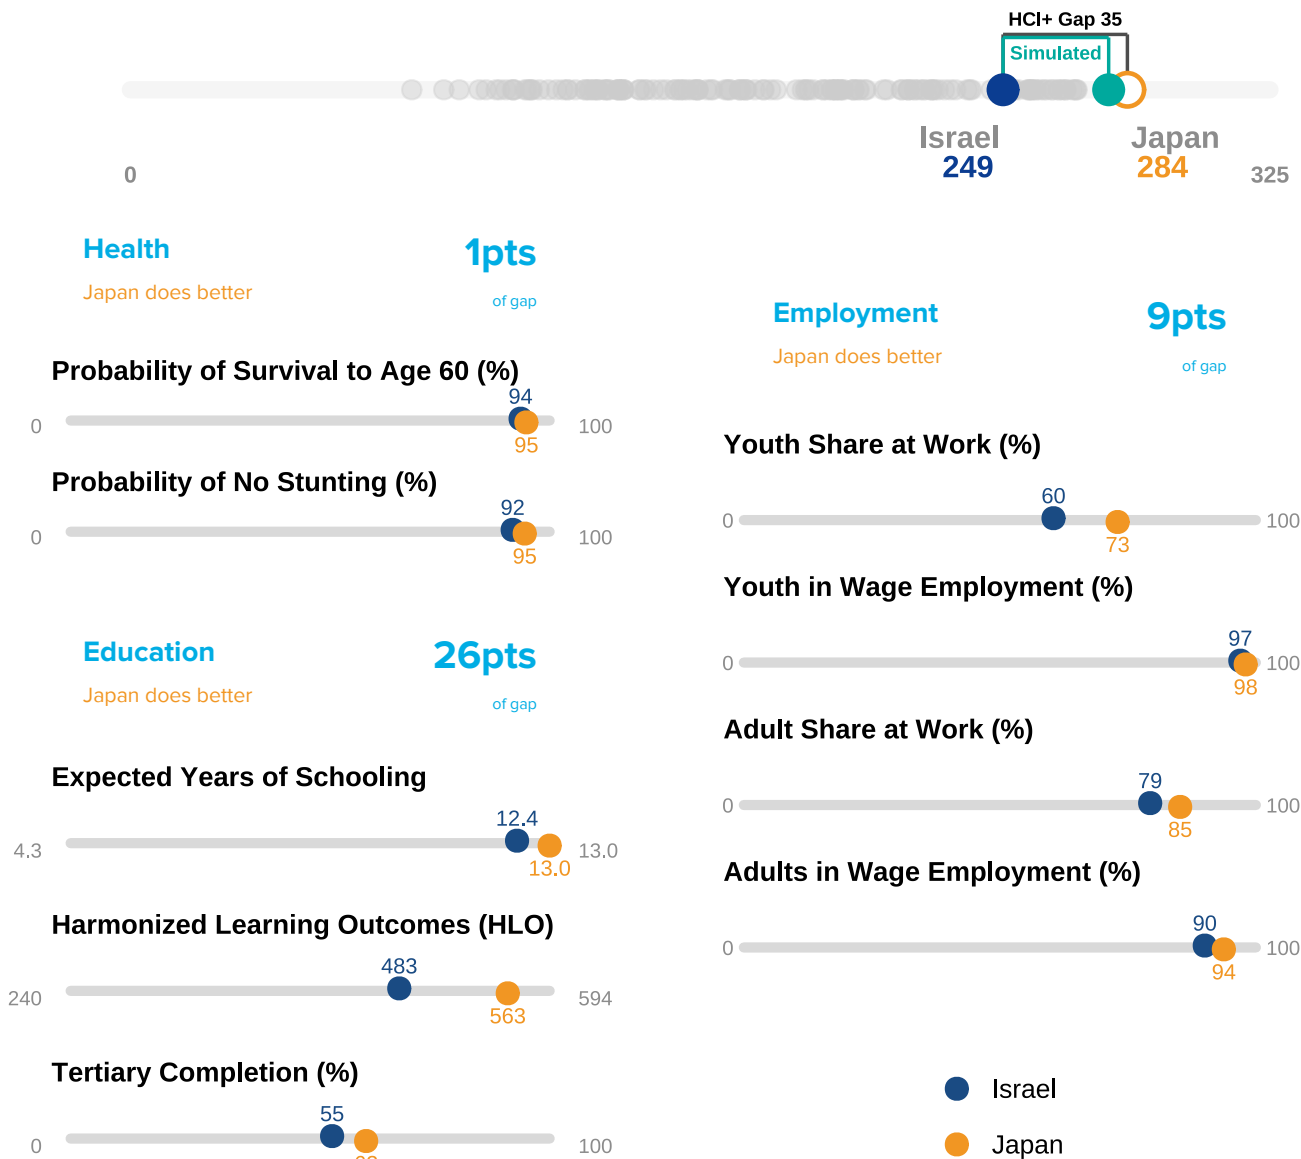 HCI+ Gap 35
Simulated
Israel
249
Japan
284
0
325
Health
1pts
Japan does better
of gap
Probability of Survival to Age 60 (%)
94
0
100
95
Probability of No Stunting (%)
92
0
100
95
Education
26pts
Japan does better
of gap
Expected Years of Schooling
12.4
4.3
13.0
13.0
Harmonized Learning Outcomes (HLO)
483
240
594
563
Tertiary Completion (%)
55
0
100
Employment
9pts
Japan does better
of gap
Youth Share at Work (%)
60
0
100
73
Youth in Wage Employment (%)
97
0
100
98
Adult Share at Work (%)
79
0
100
85
Adults in Wage Employment (%)
90
0
100
94
Israel
Japan